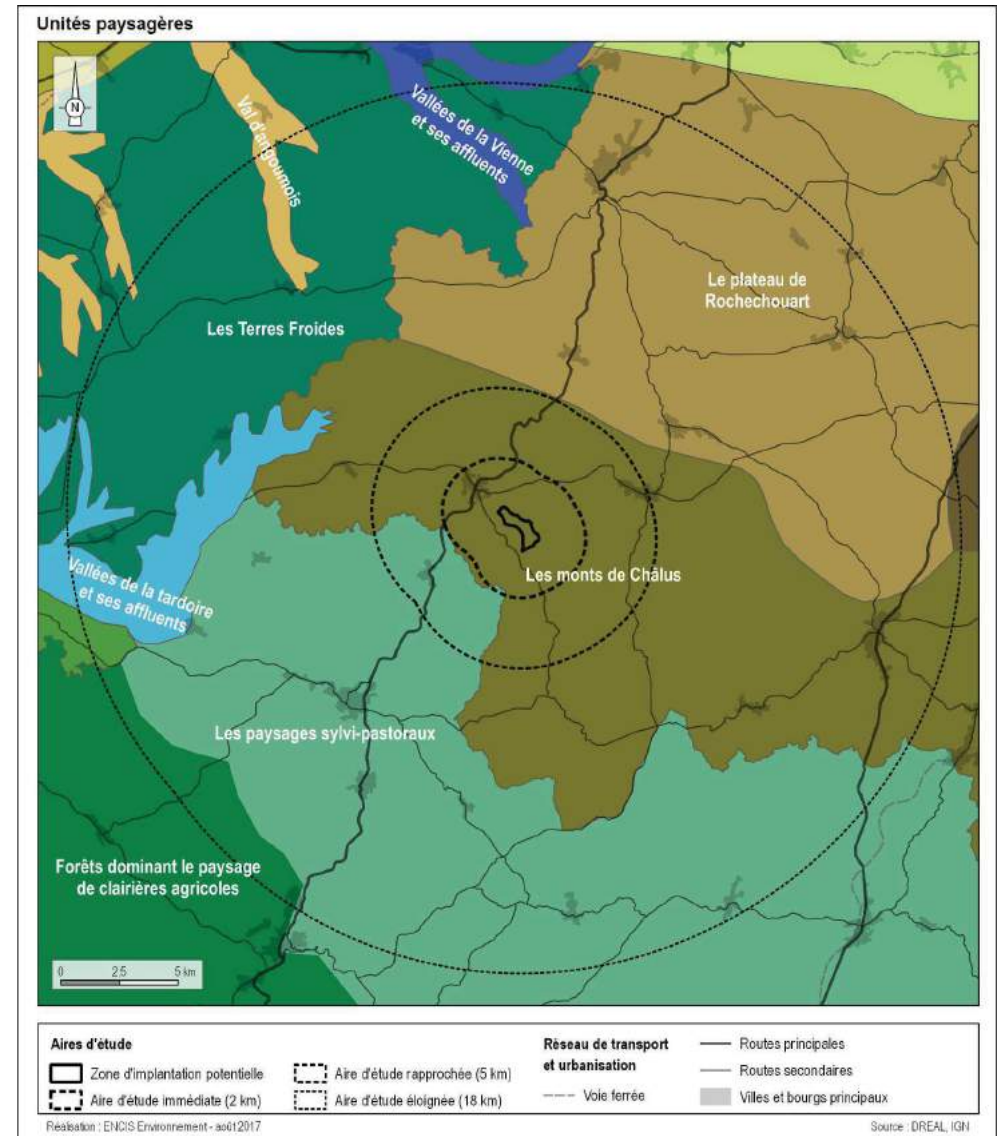 Unités paysagères
N
Val d'angoumois
Vallées de la Vienne
et ses affluents
Le plateau de
Rochechouart
Les Terres Froides
Les monts de Châlus
Vallées de la tardoire
et ses affluents
Les paysages sylvi-pastoraux
Forêts dominant le paysage
de clairières agricoles
0 2.5 5 km
Aires d'étude
Zone d'implantation potentielle
Aire d'étude immédiate (2 km)
Aire d'étude rapprochée (5 km)
Aire d'étude éloignée (18 km)
Réseau de transport
et urbanisation
Voie ferrée
Routes principales
Routes secondaires
Villes et bourgs principaux
Réalisation : ENCIS Environnement - août 2017
Source : DREAL, IGN